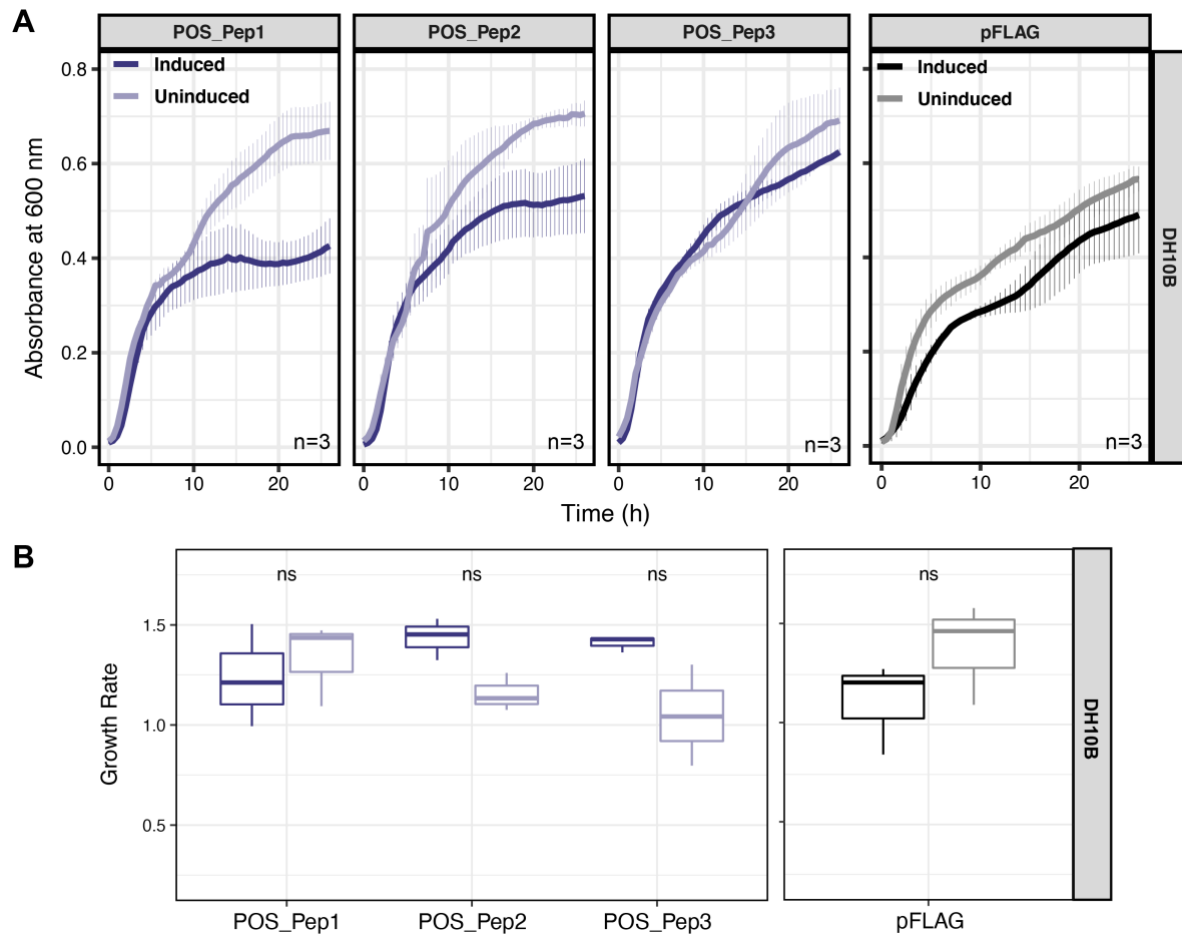 A
POS_Pep1
POS_Pep2
POS_Pep3
pFLAG
Induced
Uninduced
Induced
Uninduced
DH10B
Absorbance at 600 nm
0.8
0.6
0.4
0.2
0.0
n=3
n=3
n=3
n=3
0 10 20
0 10 20
0 10 20
0 10 20
Time (h)
B
ns
ns
ns
ns
DH10B
Growth Rate
1.5
1.0
0.5
POS_Pep1
POS_Pep2
POS_Pep3
pFLAG